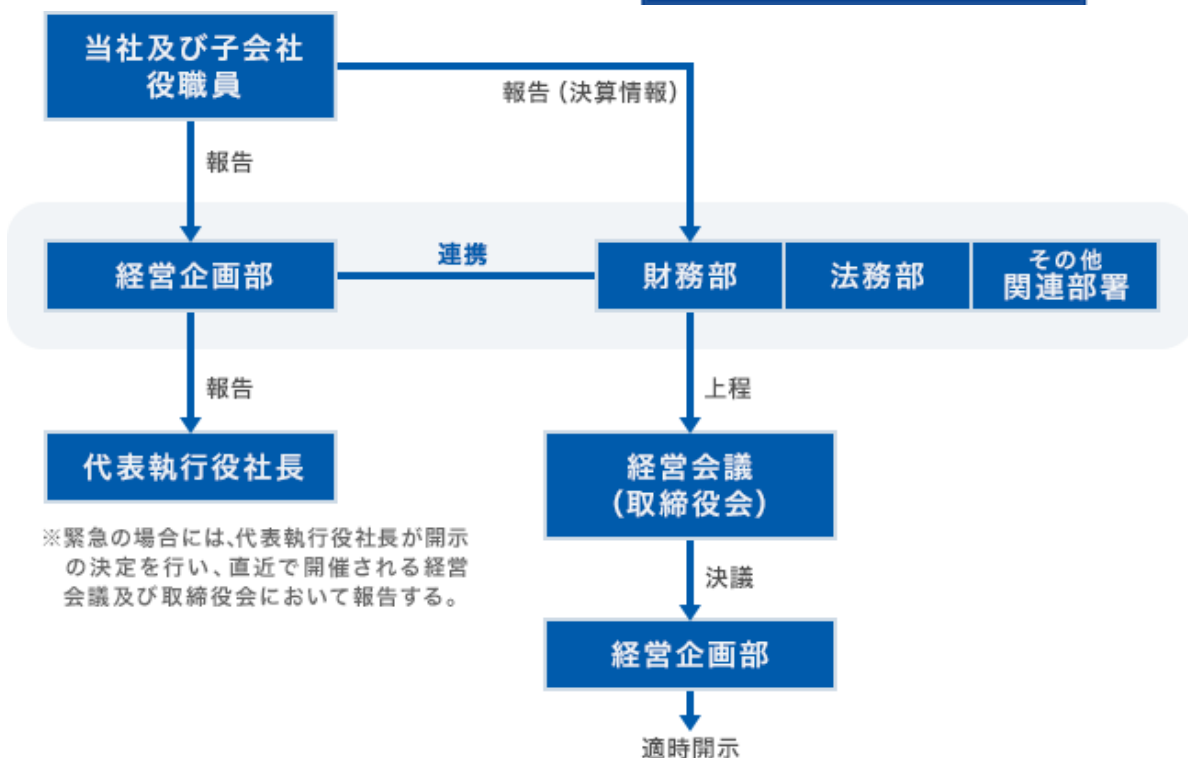 当社及び子会社
役職員
報告（決算情報）
報告
経営企画部
連携
財務部
法務部
その他
関連部署
報告
上程
代表執行役社長
経営会議
（取締役会）
※緊急の場合には、代表執行役社長が開示
の決定を行い、直近で開催される経営
会議及び取締役会において報告する。
決議
経営企画部
適時開示